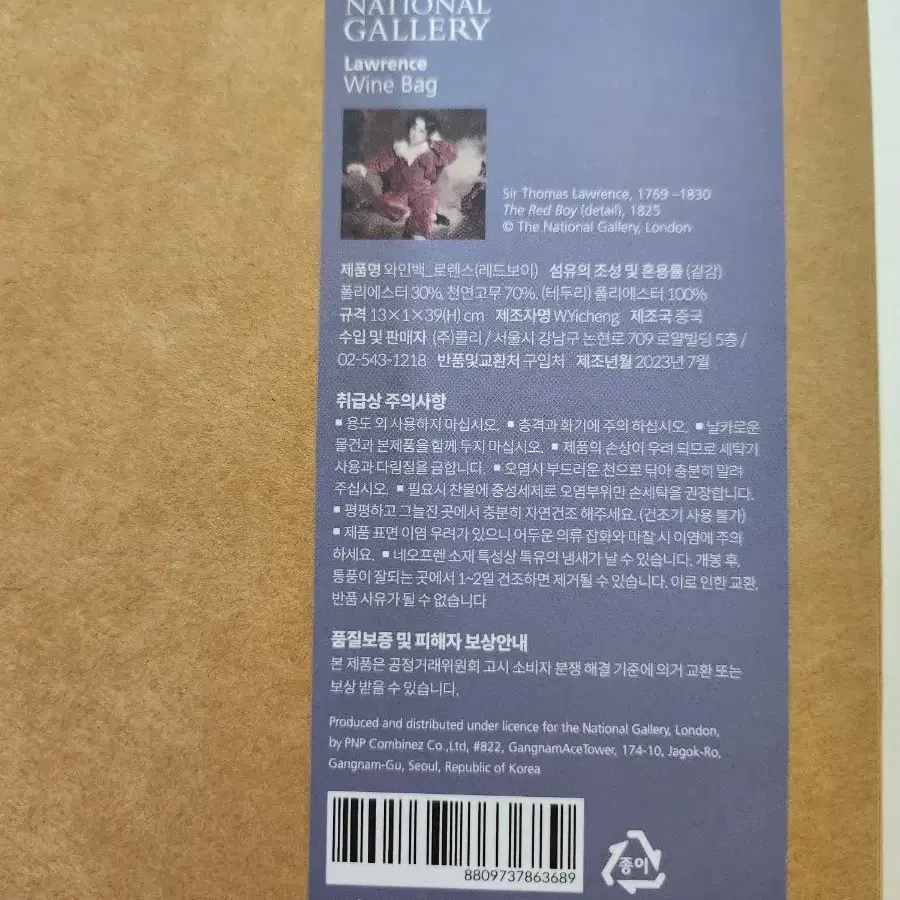 NATIONAL
GALLERY
Lawrence
Wine Bag
Sir Thomas Lawrence, 1769 –1830
The Red Boy (detail), 1825
© The National Gallery, London
제품명 와인백_로렌스(레드보이) 섬유의 조성 및 혼용률 (겉감)
폴리에스터 30%, 천연고무 70%, (테두리) 폴리에스터 100%
규격 13×1×39(H) cm 제조자명 W.Yicheng 제조국 중국
수입 및 판매자 (주)콜리 / 서울시 강남구 논현로 709 로얄빌딩 5층 /
02-543-1218 반품및교환처 구입처 제조년월 2023년 7월
취급상 주의사항
▪ 용도 외 사용하지 마십시오. ▪ 충격과 화기에 주의 하십시오. ▪ 날카로운
물건과 본제품을 함께 두지 마십시오. ▪ 제품의 손상이 우려 되므로 세탁기
사용과 다림질을 금합니다. ▪ 오염시 부드러운 천으로 닦아 충분히 말려
주십시오. ▪ 필요시 찬물에 중성세제로 오염부위만 손세탁을 권장합니다.
▪ 평평하고 그늘진 곳에서 충분히 자연건조 해주세요. (건조기 사용 불가)
▪ 제품 표면 이염 우려가 있으니 어두운 의류 잡화와 마찰 시 이염에 주의
하세요. ▪ 네오프렌 소재 특성상 특유의 냄새가 날 수 있습니다. 개봉 후,
통풍이 잘되는 곳에서 1~2일 건조하면 제거될 수 있습니다. 이로 인한 교환,
반품 사유가 될 수 없습니다
품질보증 및 피해자 보상안내
본 제품은 공정거래위원회 고시 소비자 분쟁 해결 기준에 의거 교환 또는
보상 받을 수 있습니다.
Produced and distributed under licence for the National Gallery, London,
by PNP Combinez Co.,Ltd, #822, GangnamAceTower, 174-10, Jagok-Ro,
Gangnam-Gu, Seoul, Republic of Korea
8809737863689
종이